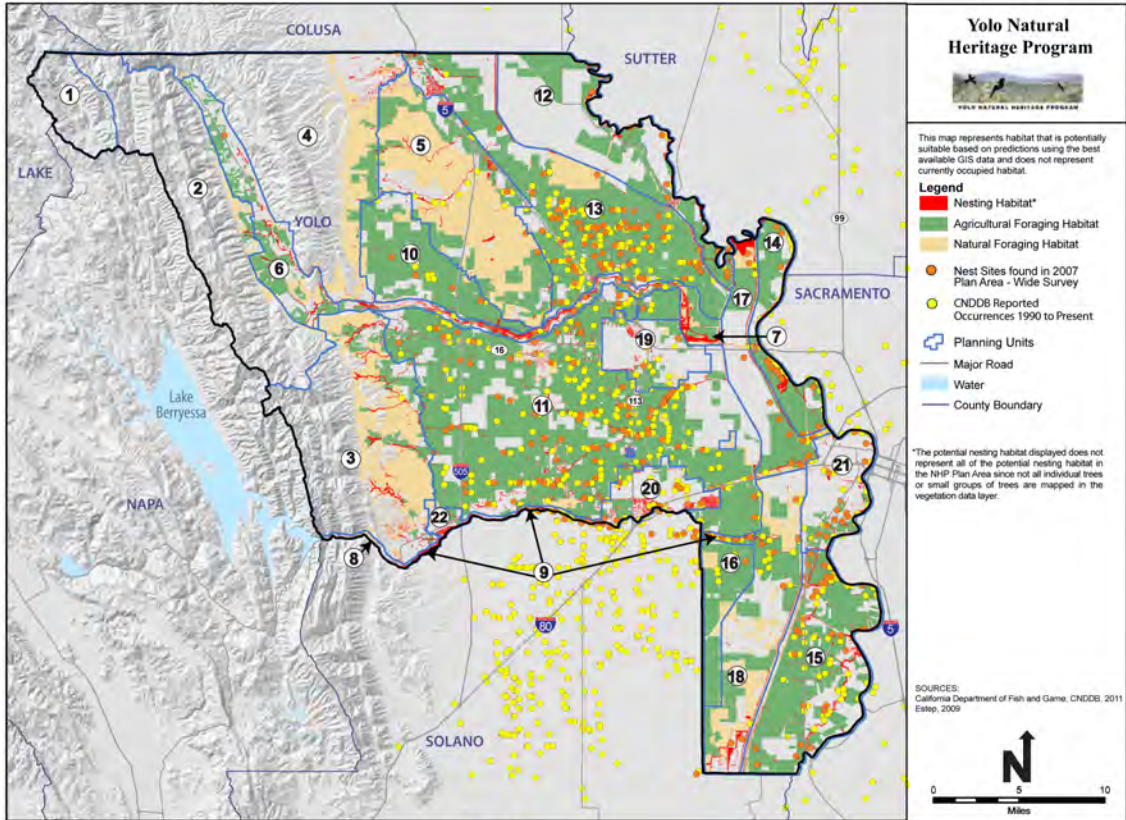 COLUSA
SUTTER
LAKE
YOLO
SACRAMENTO
NAPA
SOLANO
Lake
Berryessa
1
2
3
4
5
6
7
8
9
10
11
12
13
14
15
16
17
18
19
20
21
22
5
99
16
113
505
80
5
Yolo Natural
Heritage Program
YOLO NATURAL HERITAGE PROGRAM
This map represents habitat that is potentially
suitable based on predictions using the best
available GIS data and does not represent
currently occupied habitat.
Legend
Nesting Habitat*
Agricultural Foraging Habitat
Natural Foraging Habitat
Nest Sites found in 2007
Plan Area - Wide Survey
CNDDB Reported
Occurrences 1990 to Present
Planning Units
Major Road
Water
County Boundary
*The potential nesting habitat displayed does not
represent all of the potential nesting habitat in
the NHP Plan Area since not all individual trees
or small groups of trees are mapped in the
vegetation data layer.
SOURCES:
California Department of Fish and Game, CNDDB, 2011
Estep, 2009
N
0 5 10
Miles